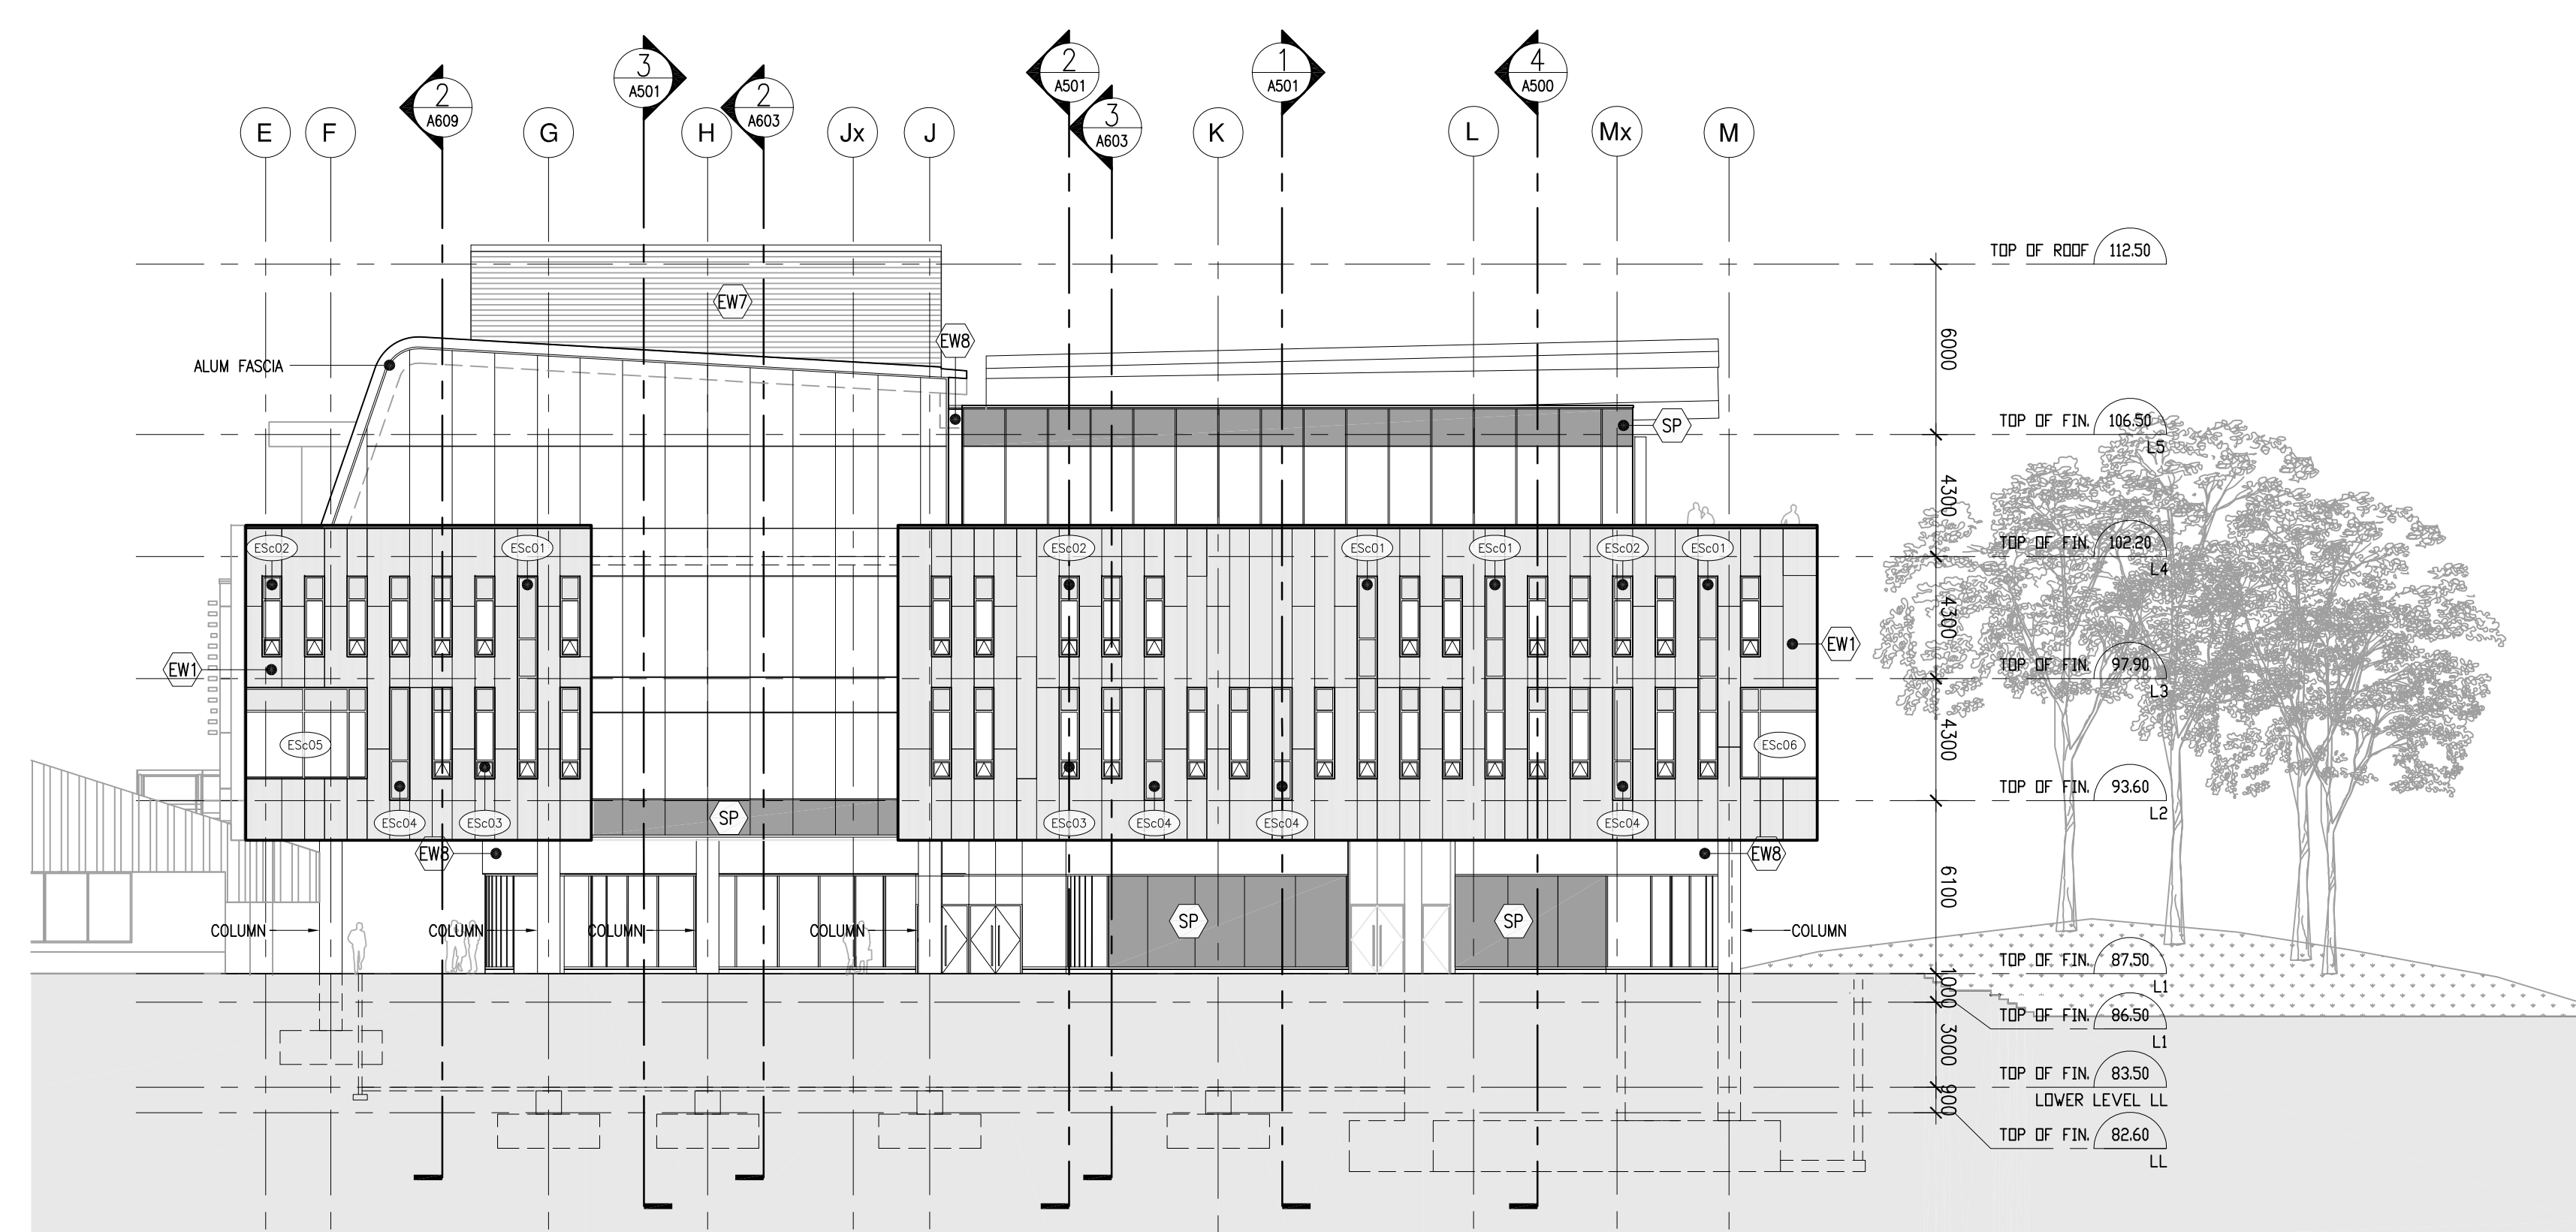 3
A501
2
A501
1
A501
4
A500
2
A609
2
A603
3
A603
E
F
G
H
Jx
J
K
L
Mx
M
TOP OF ROOF 112.50
EW7
6000
EW8
ALUM FASCIA
TOP OF FIN. 106.50
L5
SP
4300
TOP OF FIN. 102.20
L4
ESc02
ESc01
ESc02
ESc01
ESc01
ESc02
ESc01
4300
EW1
EW1
TOP OF FIN. 97.90
L3
4300
ESc05
ESc06
TOP OF FIN. 93.60
L2
ESc04
ESc03
SP
ESc03
ESc04
ESc04
ESc04
EW8
EW8
6100
SP
SP
COLUMN
COLUMN
COLUMN
COLUMN
COLUMN
TOP OF FIN. 87.50
L1
1000
TOP OF FIN. 86.50
L1
3000
TOP OF FIN. 83.50
LOWER LEVEL LL
900
TOP OF FIN. 82.60
LL